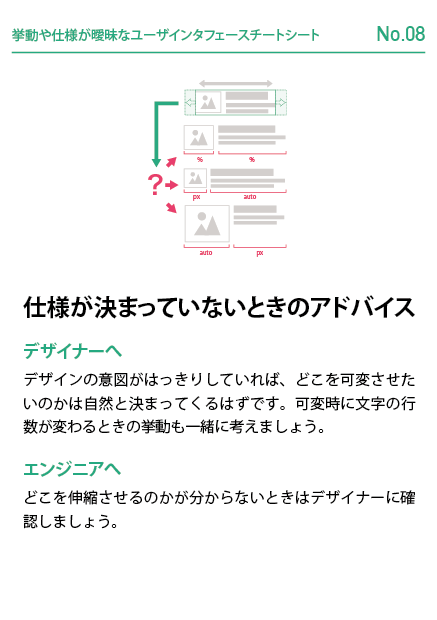 挙動や仕様が曖昧なユーザインタフェースチートシート
No.08
%
%
?
px
auto
auto
px
仕様が決まっていないときのアドバイス
デザイナーへ
デザインの意図がはっきりしていれば、どこを可変させた
いのかは自然と決まってくるはずです。可変時に文字の行
数が変わるときの挙動も一緒に考えましょう。
エンジニアへ
どこを伸縮させるのかが分からないときはデザイナーに確
認しましょう。